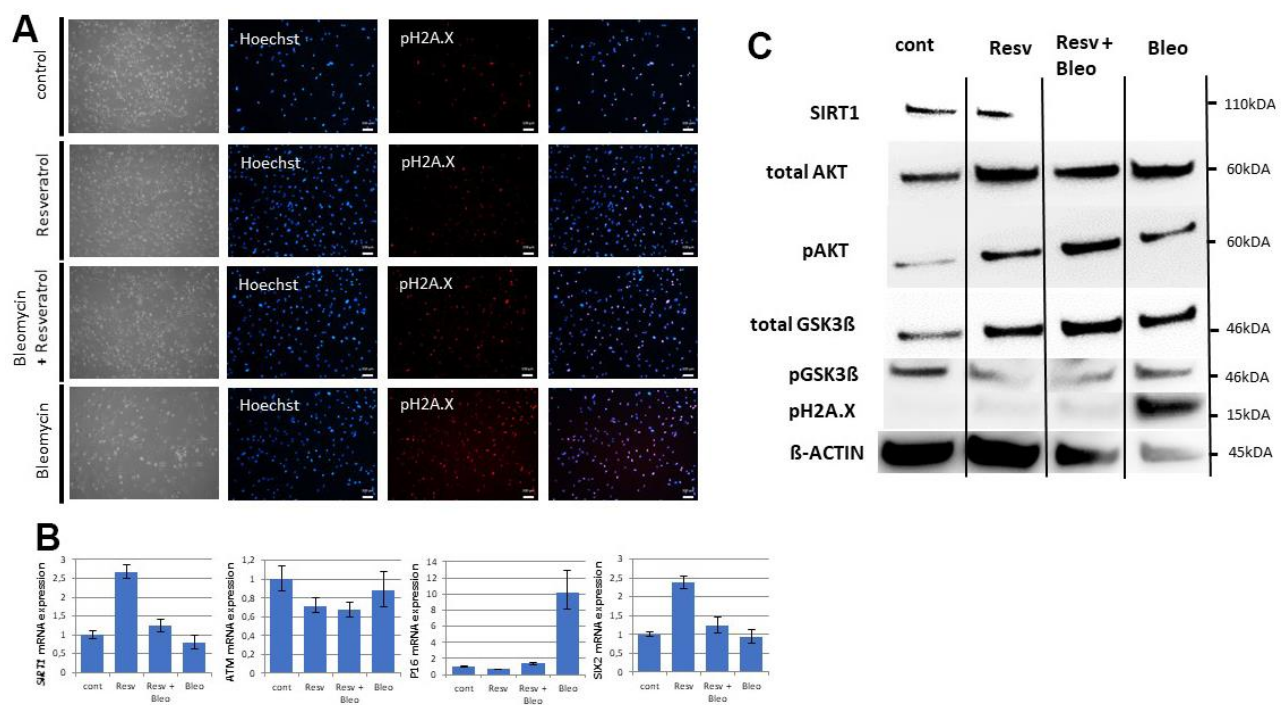 A
control
Hoechst
pH2A.X
Resveratrol
Hoechst
pH2A.X
Bleomycin
+ Resveratrol
Hoechst
pH2A.X
Bleomycin
Hoechst
pH2A.X
B
SIRT1 mRNA expression
3
2,5
2
1,5
1
0,5
0
cont
Resv
Resv +
Bleo
Bleo
ATM mRNA expression
1,2
1
0,8
0,6
0,4
0,2
0
cont
Resv
Resv +
Bleo
Bleo
P16 mRNA expression
14
12
10
8
6
4
2
0
cont
Resv
Resv +
Bleo
Bleo
SIX2 mRNA expression
3
2,5
2
1,5
1
0,5
0
cont
Resv
Resv +
Bleo
Bleo
C
cont
Resv
Resv +
Bleo
Bleo
SIRT1
110kDA
total AKT
60kDA
pAKT
60kDA
total GSK3ß
46kDA
pGSK3ß
46kDA
pH2A.X
15kDA
ß-ACTIN
45kDA